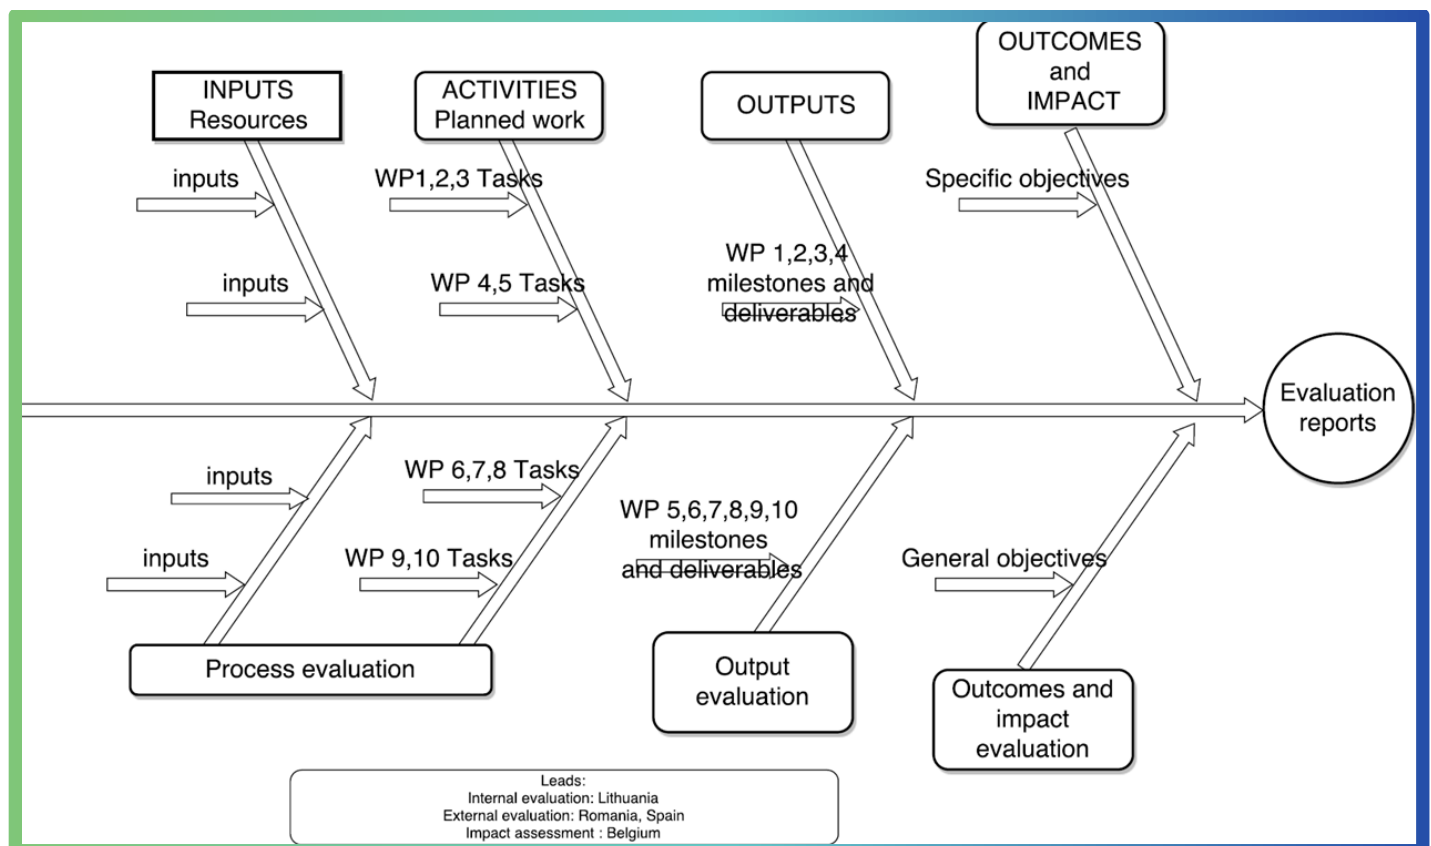 OUTCOMES
and
IMPACT
INPUTS
Resources
ACTIVITIES
Planned work
OUTPUTS
inputs
WP1,2,3 Tasks
Specific objectives
inputs
WP 4,5 Tasks
WP 1,2,3,4
milestones and
deliverables
Evaluation
reports
inputs
WP 6,7,8 Tasks
WP 5,6,7,8,9,10
milestones
and deliverables
inputs
WP 9,10 Tasks
General objectives
Process evaluation
Output
evaluation
Outcomes and
impact
evaluation
Leads:
Internal evaluation: Lithuania
External evaluation: Romania, Spain
Impact assessment : Belgium